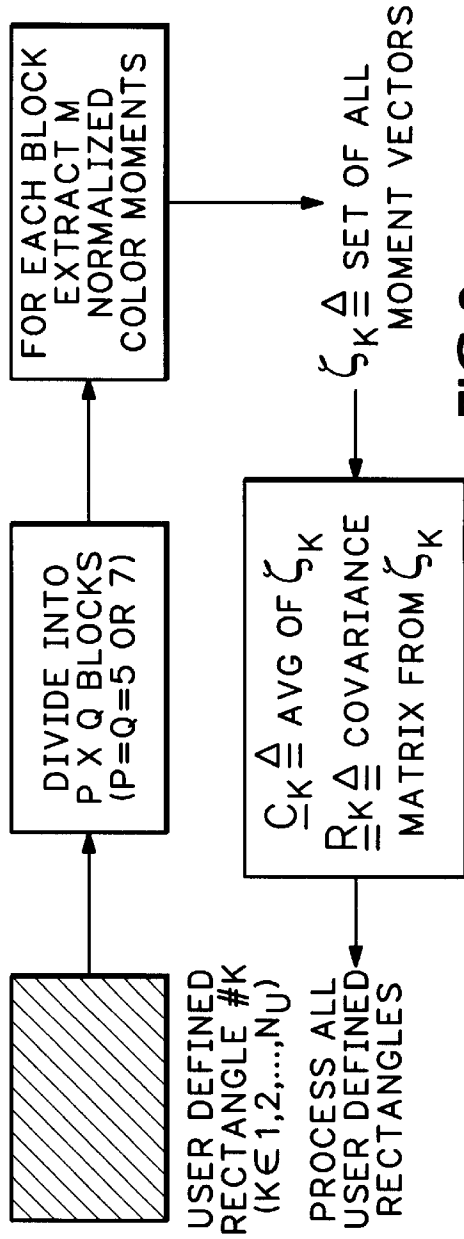 USER DEFINED
RECTANGLE #K
(K∈1,2,...,N_U)
DIVIDE INTO
P X Q BLOCKS
(P=Q=5 OR 7)
FOR EACH BLOCK
EXTRACT M
NORMALIZED
COLOR MOMENTS
ζ_K ≜ SET OF ALL
MOMENT VECTORS
C_K ≜ AVG OF ζ_K
R_K ≜ COVARIANCE
MATRIX FROM ζ_K
PROCESS ALL
USER DEFINED
RECTANGLES